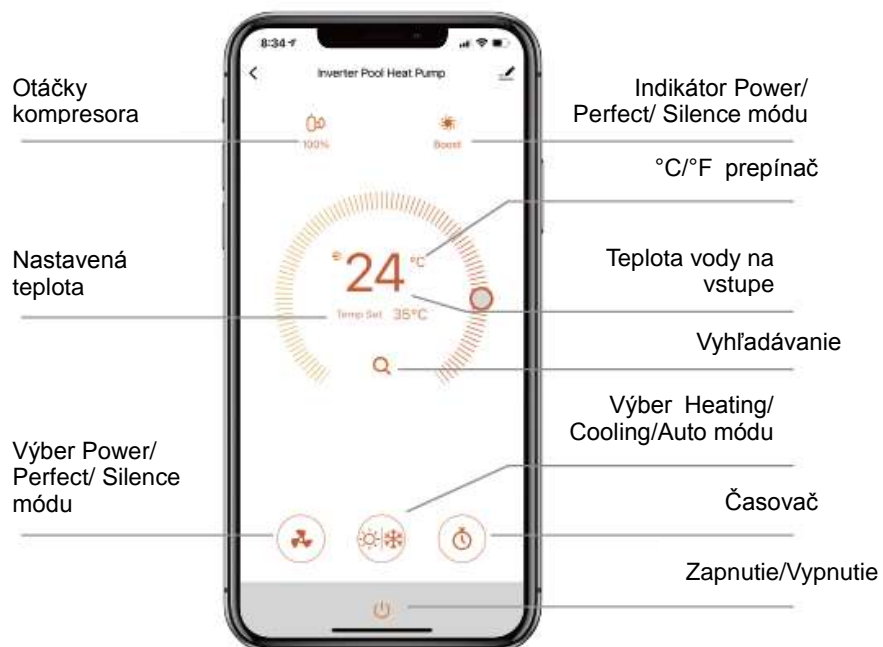 8:34
Inverter Pool Heat Pump
Otáčky
kompresora
Indikátor Power/
Perfect/ Silence módu
100%
Boost
°C/°F prepínač
24 °C
Nastavená
teplota
Teplota vody na
vstupe
Temp Set 35°C
Vyhľadávanie
Výber Heating/
Cooling/Auto módu
Výber Power/
Perfect/ Silence
módu
Časovač
Zapnutie/Vypnutie